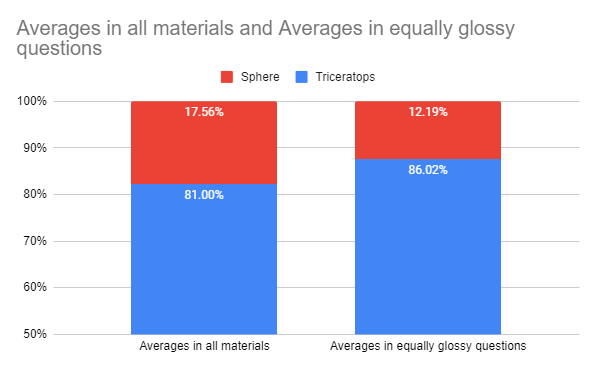 Averages in all materials and Averages in equally glossy
questions
Sphere Triceratops
100%
17.56% 12.19%
90%
86.02%
80%
81.00%
70%
60%
50%
Averages in all materials Averages in equally glossy questions